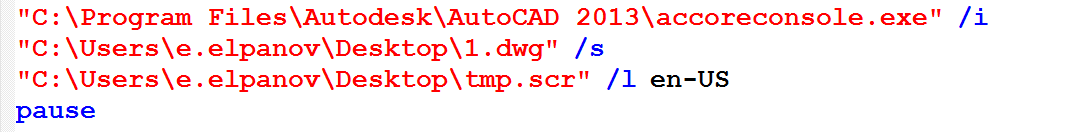 "C:\Program Files\Autodesk\AutoCAD 2013\accoreconsole.exe" /i
"C:\Users\e.elpanov\Desktop\1.dwg" /s
"C:\Users\e.elpanov\Desktop\tmp.scr" /l en-US
pause